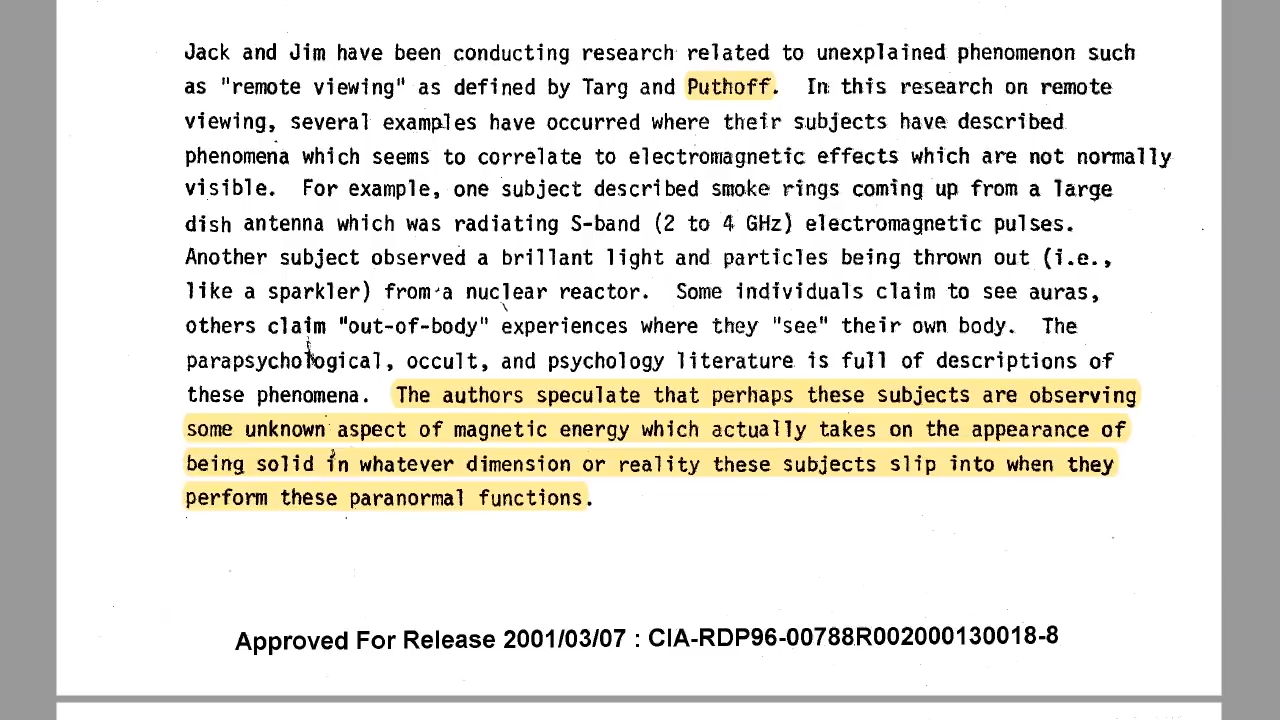 Jack and Jim have been conducting research related to unexplained phenomenon such
as "remote viewing" as defined by Targ and Puthoff. In this research on remote
viewing, several examples have occurred where their subjects have described
phenomena which seems to correlate to electromagnetic effects which are not normally
visible. For example, one subject described smoke rings coming up from a large
dish antenna which was radiating S-band (2 to 4 GHz) electromagnetic pulses.
Another subject observed a brillant light and particles being thrown out (i.e.,
like a sparkler) from a nuclear reactor. Some individuals claim to see auras,
others claim "out-of-body" experiences where they "see" their own body. The
parapsychological, occult, and psychology literature is full of descriptions of
these phenomena. The authors speculate that perhaps these subjects are observing
some unknown aspect of magnetic energy which actually takes on the appearance of
being solid in whatever dimension or reality these subjects slip into when they
perform these paranormal functions.
Approved For Release 2001/03/07 : CIA-RDP96-00788R002000130018-8